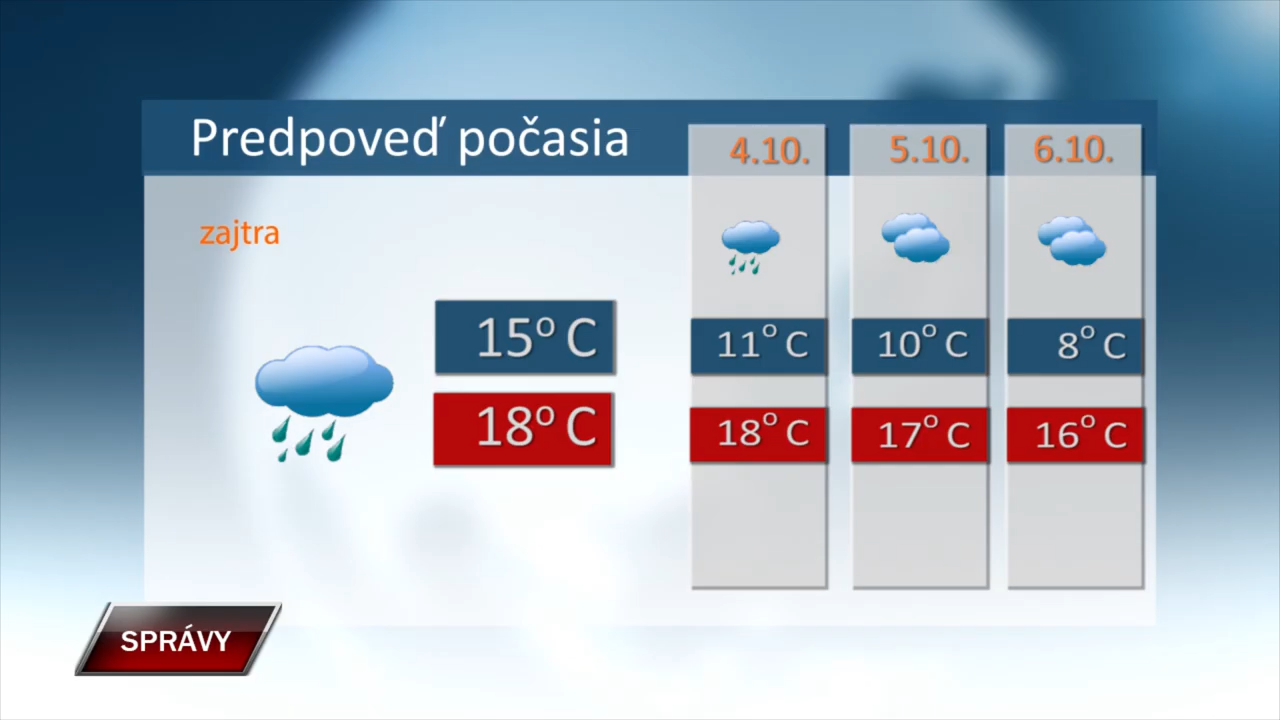 Predpoveď počasia
zajtra
15° C
18° C
4.10. 5.10. 6.10.
11° C 10° C 8° C
18° C 17° C 16° C
SPRÁVY